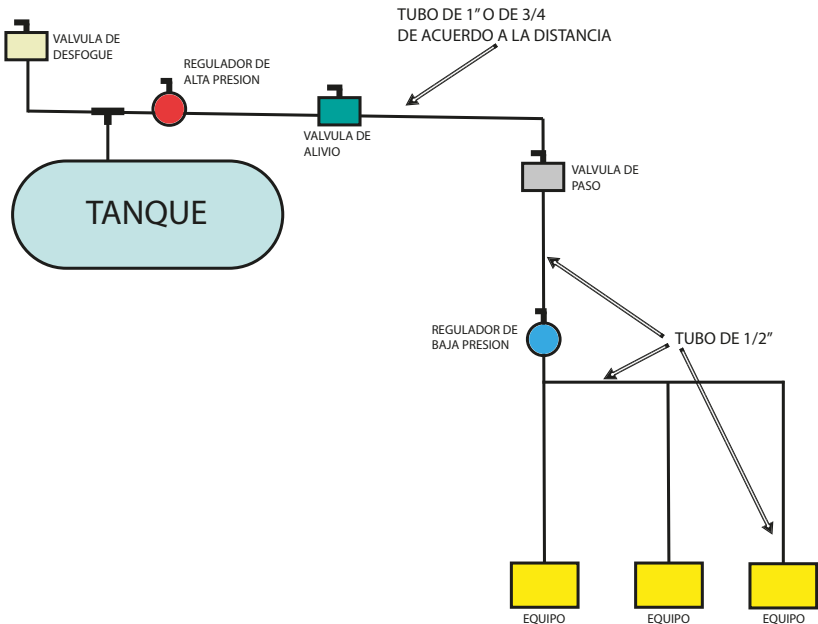 TUBO DE 1” O DE 3/4
DE ACUERDO A LA DISTANCIA
VALVULA DE
DESFOGUE
REGULADOR DE
ALTA PRESION
VALVULA DE
ALIVIO
VALVULA DE
PASO
TANQUE
REGULADOR DE
BAJA PRESION
TUBO DE 1/2”
EQUIPO
EQUIPO
EQUIPO